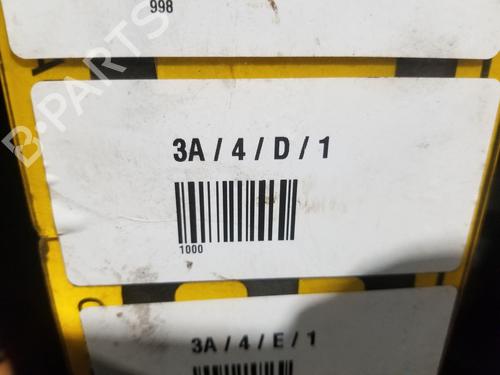 998
B-PARTS
3A / 4 / D / 1
1000
3A / 4 / E / 1